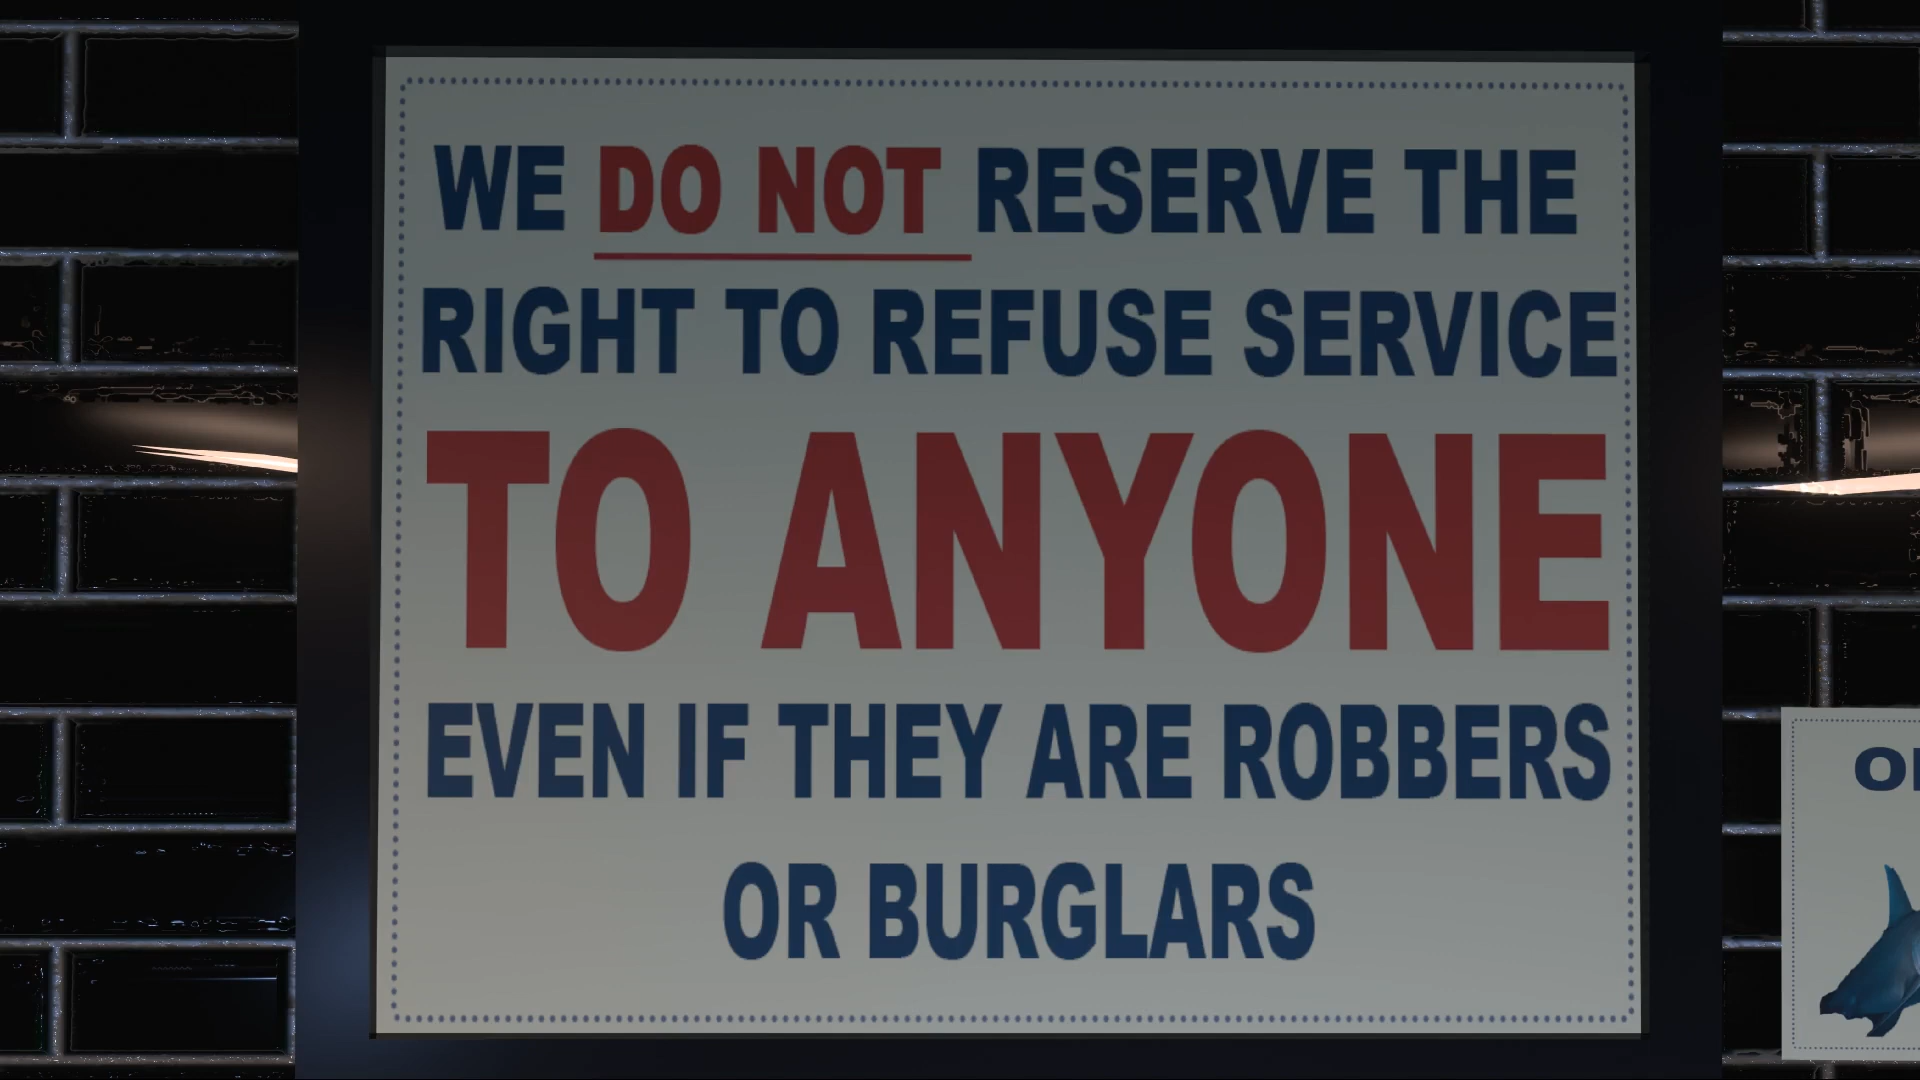 WE DO NOT RESERVE THE
RIGHT TO REFUSE SERVICE
TO ANYONE
EVEN IF THEY ARE ROBBERS
OR BURGLARS